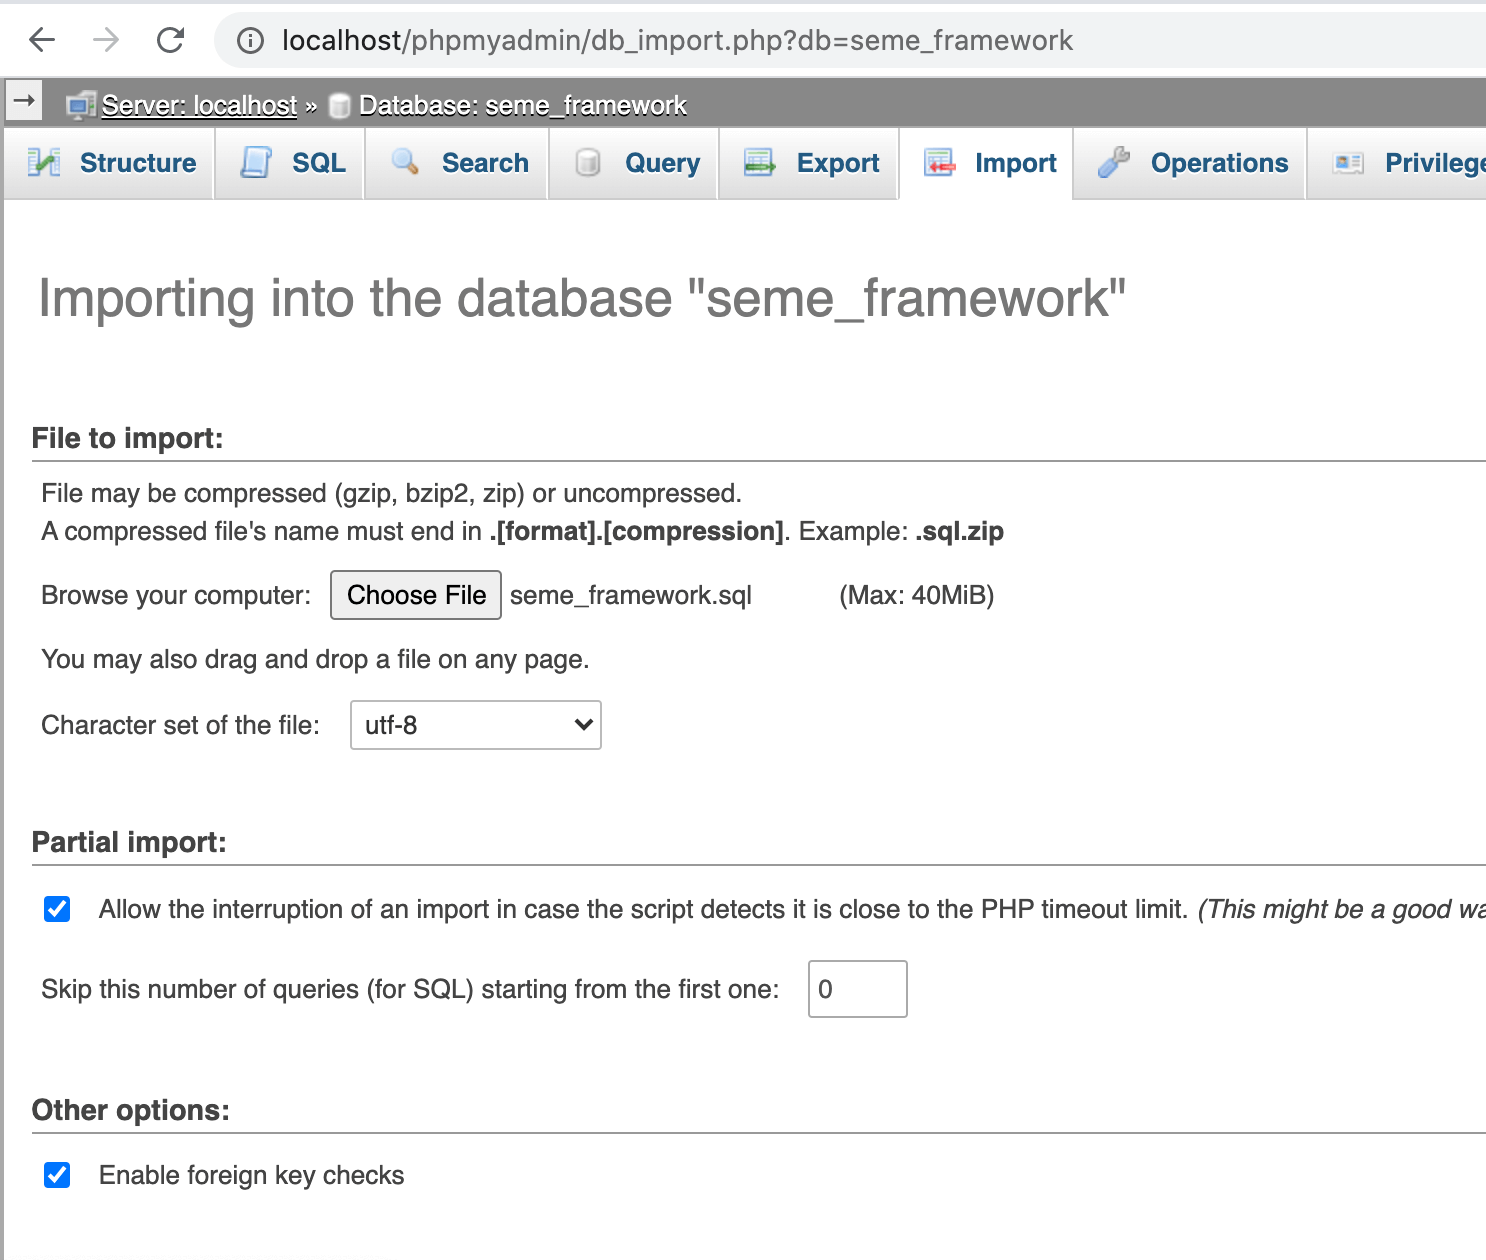 localhost/phpmyadmin/db_import.php?db=seme_framework
Server: localhost » Database: seme_framework
Structure SQL Search Query Export Import Operations
Importing into the database "seme_framework"
File to import:
File may be compressed (gzip, bzip2, zip) or uncompressed.
A compressed file's name must end in .[format].[compression]. Example: .sql.zip
Browse your computer: Choose File seme_framework.sql (Max: 40MiB)
You may also drag and drop a file on any page.
Character set of the file: utf-8
Partial import:
Allow the interruption of an import in case the script detects it is close to the PHP timeout limit. (This might be a good
Skip this number of queries (for SQL) starting from the first one: 0
Other options:
Enable foreign key checks